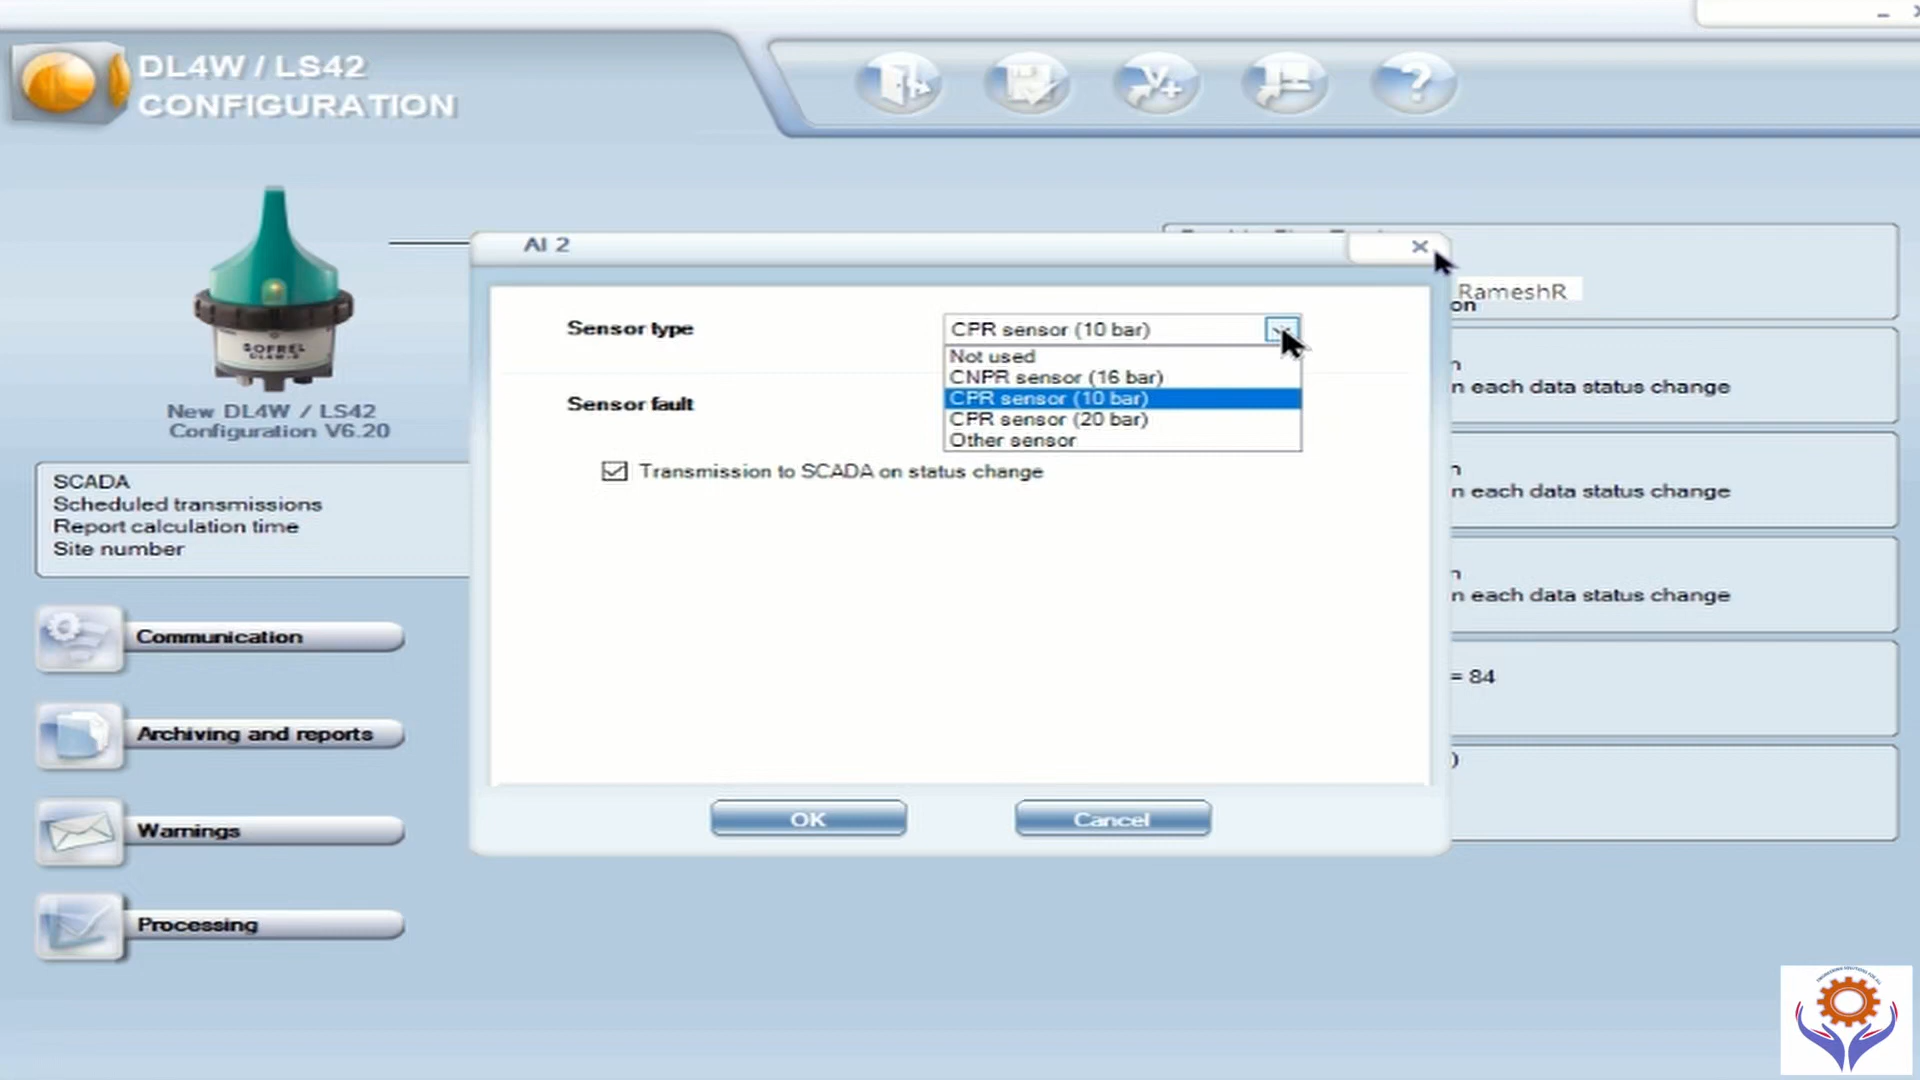 DL4W / LS42
CONFIGURATION
V+
?
SOFREL
DL4W
New DL4W / LS42
Configuration V6.20
SCADA
Scheduled transmissions
Report calculation time
Site number
Communication
Archiving and reports
Warnings
Processing
AI 2
Sensor type
CPR sensor (10 bar)
Not used
CNPR sensor (16 bar)
CPR sensor (10 bar)
CPR sensor (20 bar)
Other sensor
Sensor fault
Transmission to SCADA on status change
OK
Cancel
RameshR
on
n
n each data status change
n
n each data status change
n
n each data status change
= 84
)